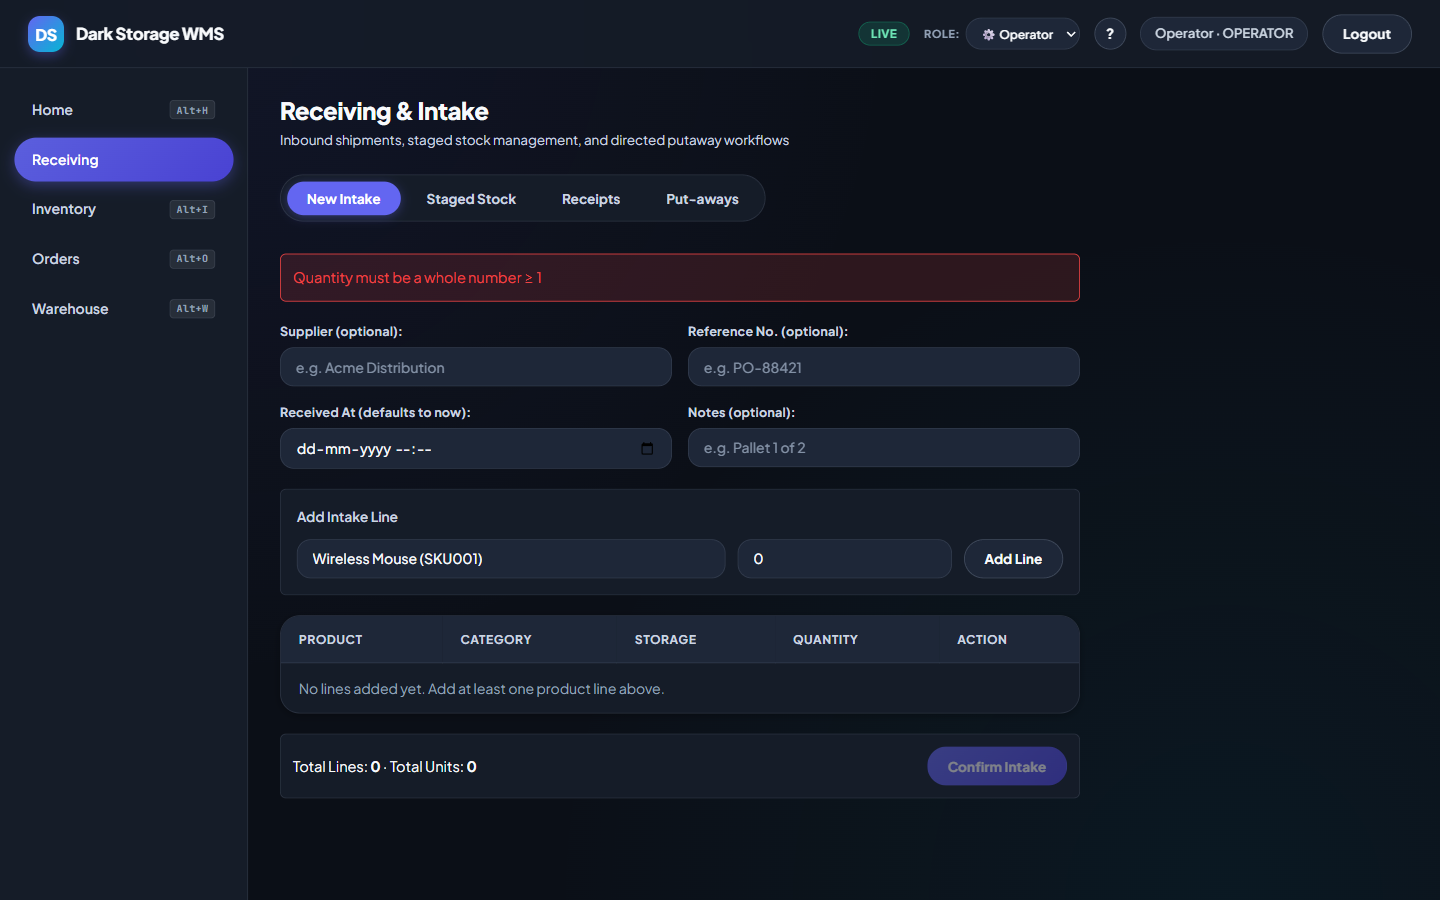 DS Dark Storage WMS LIVE ROLE: Operator ? Operator · OPERATOR Logout
Home Alt+H
Receiving
Inventory Alt+I
Orders Alt+O
Warehouse Alt+W
Receiving & Intake
Inbound shipments, staged stock management, and directed putaway workflows
New Intake Staged Stock Receipts Put-aways
Quantity must be a whole number ≥ 1
Supplier (optional): Reference No. (optional):
e.g. Acme Distribution e.g. PO-88421
Received At (defaults to now): Notes (optional):
dd-mm-yyyy --:-- e.g. Pallet 1 of 2
Add Intake Line
Wireless Mouse (SKU001) 0 Add Line
PRODUCT CATEGORY STORAGE QUANTITY ACTION
No lines added yet. Add at least one product line above.
Total Lines: 0 · Total Units: 0 Confirm Intake